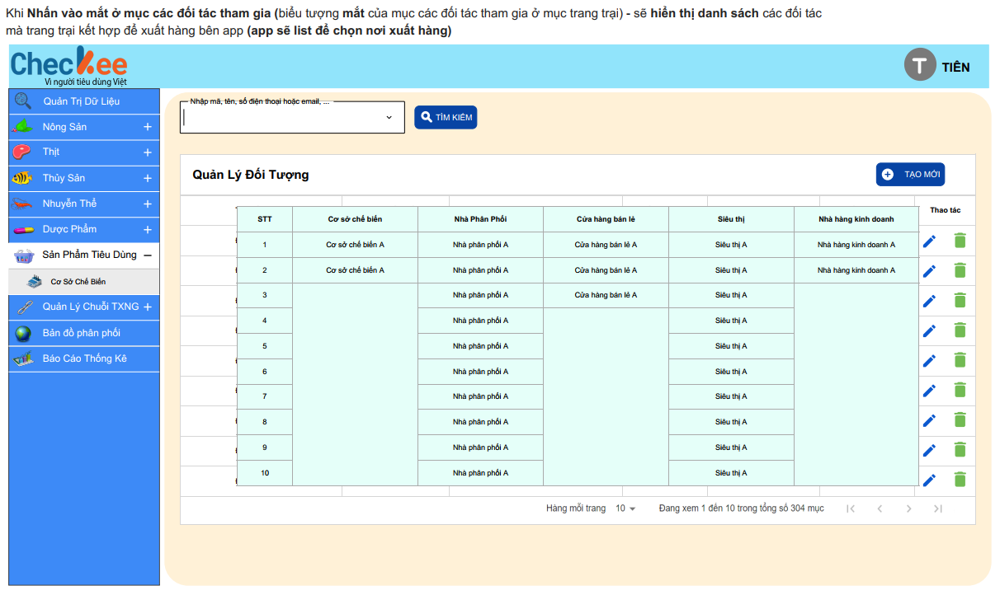 Khi Nhấn vào mắt ở mục các đối tác tham gia (biểu tượng mắt của mục các đối tác tham gia ở mục trang trại) - sẽ hiển thị danh sách các đối tác
mà trang trại kết hợp để xuất hàng bên app (app sẽ list để chọn nơi xuất hàng)
Checkee
Vì người tiêu dùng Việt
T TIÊN
Quản Trị Dữ Liệu
Nông Sản +
Thịt +
Thủy Sản +
Nhuyễn Thể +
Dược Phẩm +
Sản Phẩm Tiêu Dùng –
Cơ Sở Chế Biến
Quản Lý Chuỗi TXNG +
Bản đồ phân phối
Báo Cáo Thống Kê
Nhập mã, tên, số điện thoại hoặc email, ...
TÌM KIẾM
Quản Lý Đối Tượng
TẠO MỚI
Thao tác
STT Cơ sở chế biến Nhà Phân Phối Cửa hàng bán lẻ Siêu thị Nhà hàng kinh doanh
1 Cơ sở chế biến A Nhà phân phối A Cửa hàng bán lẻ A Siêu thị A Nhà hàng kinh doanh A
2 Cơ sở chế biến A Nhà phân phối A Cửa hàng bán lẻ A Siêu thị A Nhà hàng kinh doanh A
3 Nhà phân phối A Cửa hàng bán lẻ A Siêu thị A
4 Nhà phân phối A Siêu thị A
5 Nhà phân phối A Siêu thị A
6 Nhà phân phối A Siêu thị A
7 Nhà phân phối A Siêu thị A
8 Nhà phân phối A Siêu thị A
9 Nhà phân phối A Siêu thị A
10 Nhà phân phối A Siêu thị A
Hàng mỗi trang 10 Đang xem 1 đến 10 trong tổng số 304 mục